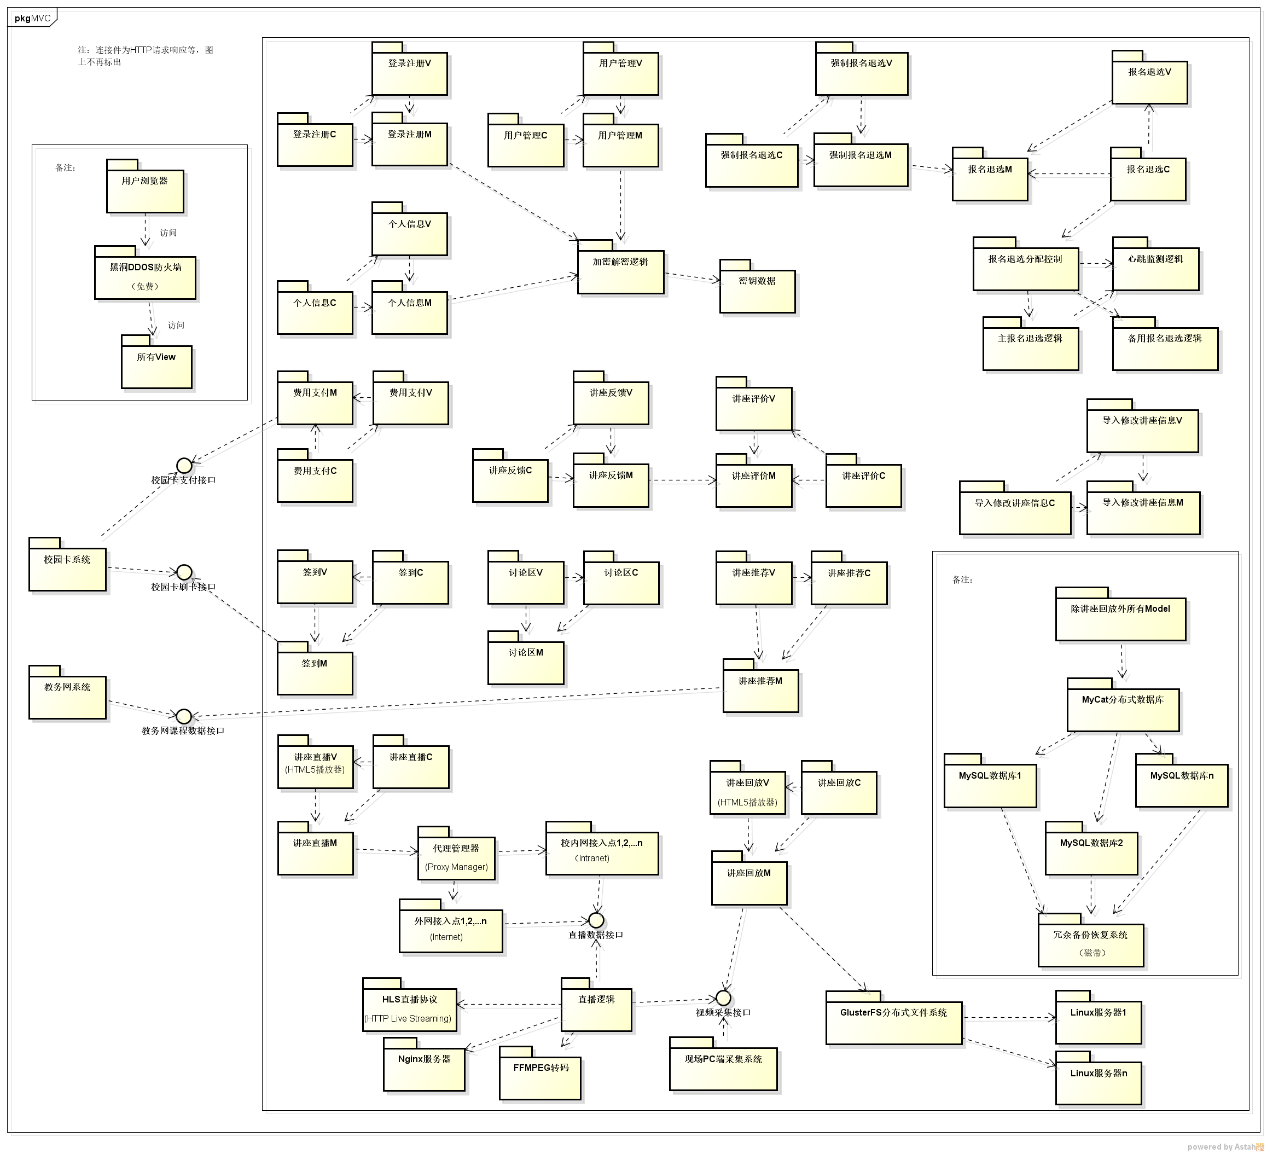 pkg MVC
注：连接件为HTTP请求响应等，图
上不再标出
登录注册V
用户管理V
强制报名退选V
报名退选V
登录注册C
登录注册M
用户管理C
用户管理M
强制报名退选C
强制报名退选M
报名退选M
报名退选C
备注：
用户浏览器
访问
黑洞DDOS防火墙
（免费）
访问
所有View
个人信息V
个人信息C
个人信息M
加密解密逻辑
密钥数据
报名退选分配控制
心跳监测逻辑
主报名退选逻辑
备用报名退选逻辑
费用支付M
费用支付V
费用支付C
讲座反馈V
讲座反馈C
讲座反馈M
讲座评价V
讲座评价M
讲座评价C
导入修改讲座信息V
导入修改讲座信息C
导入修改讲座信息M
校园卡支付接口
校园卡系统
校园卡刷卡接口
教务网系统
教务网课程数据接口
签到V
签到C
签到M
讨论区V
讨论区C
讨论区M
讲座推荐V
讲座推荐C
讲座推荐M
备注：
除讲座回放外所有Model
MyCat分布式数据库
MySQL数据库1
MySQL数据库n
MySQL数据库2
冗余备份恢复系统
（磁带）
讲座直播V
(HTML5播放器)
讲座直播C
讲座直播M
代理管理器
(Proxy Manager)
校内网接入点1,2,...n
（Intranet）
外网接入点1,2,...n
(Internet)
直播数据接口
讲座回放V
(HTML5播放器)
讲座回放C
讲座回放M
HLS直播协议
(HTTP Live Streaming)
直播逻辑
视频采集接口
Nginx服务器
FFMPEG转码
现场PC端采集系统
GlusterFS分布式文件系统
Linux服务器1
Linux服务器n
powered by Astah